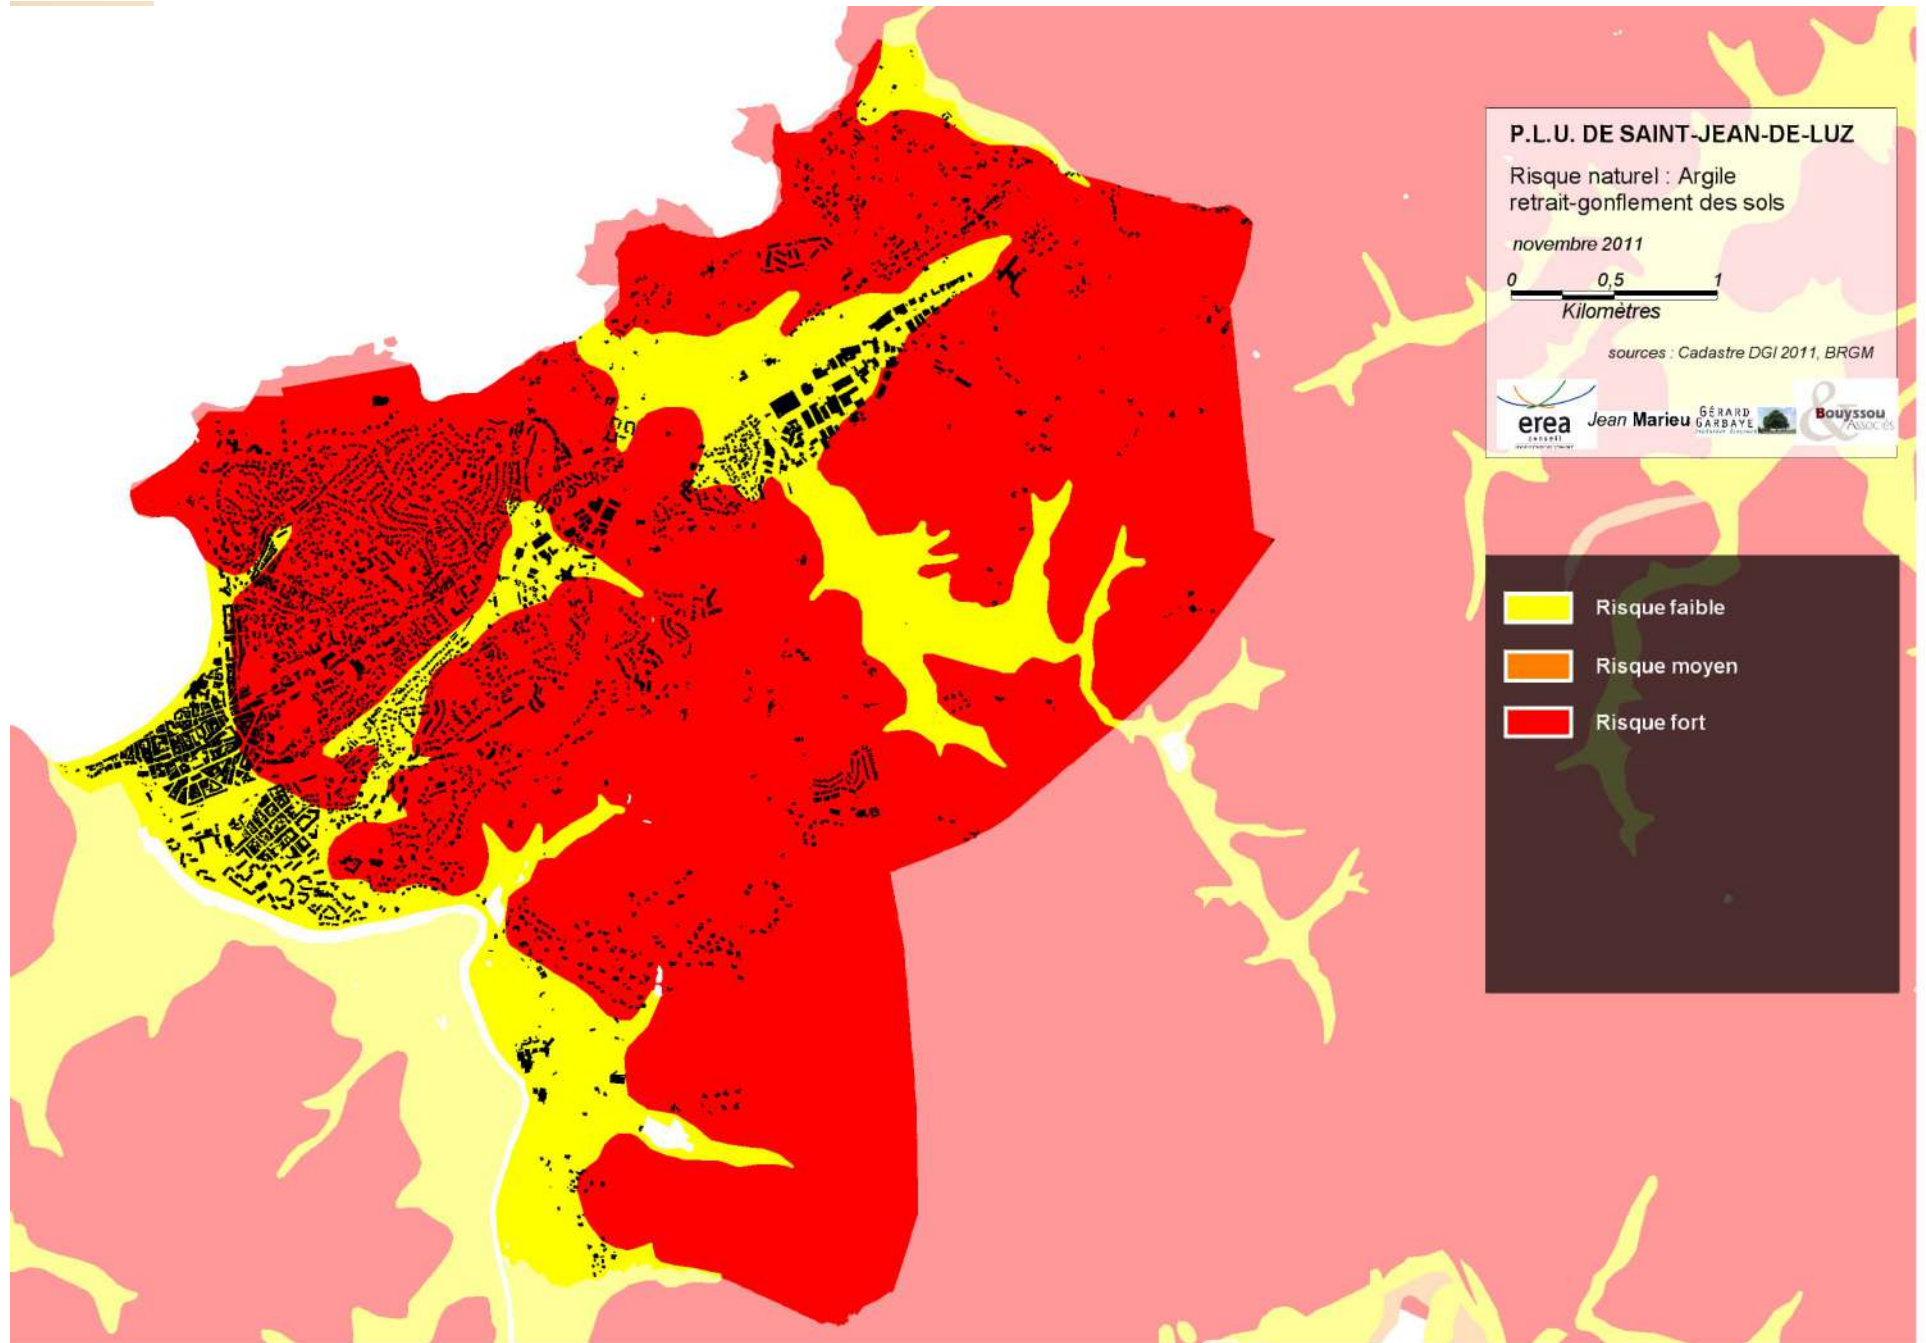 P.L.U. DE SAINT-JEAN-DE-LUZ
Risque naturel : Argile
retrait-gonflement des sols
novembre 2011
0 0,5 1
Kilomètres
sources : Cadastre DGI 2011, BRGM
erea
conseil
Jean Marieu
GÉRARD
GARBAYE
&
Bouyssou
Associés
Risque faible
Risque moyen
Risque fort